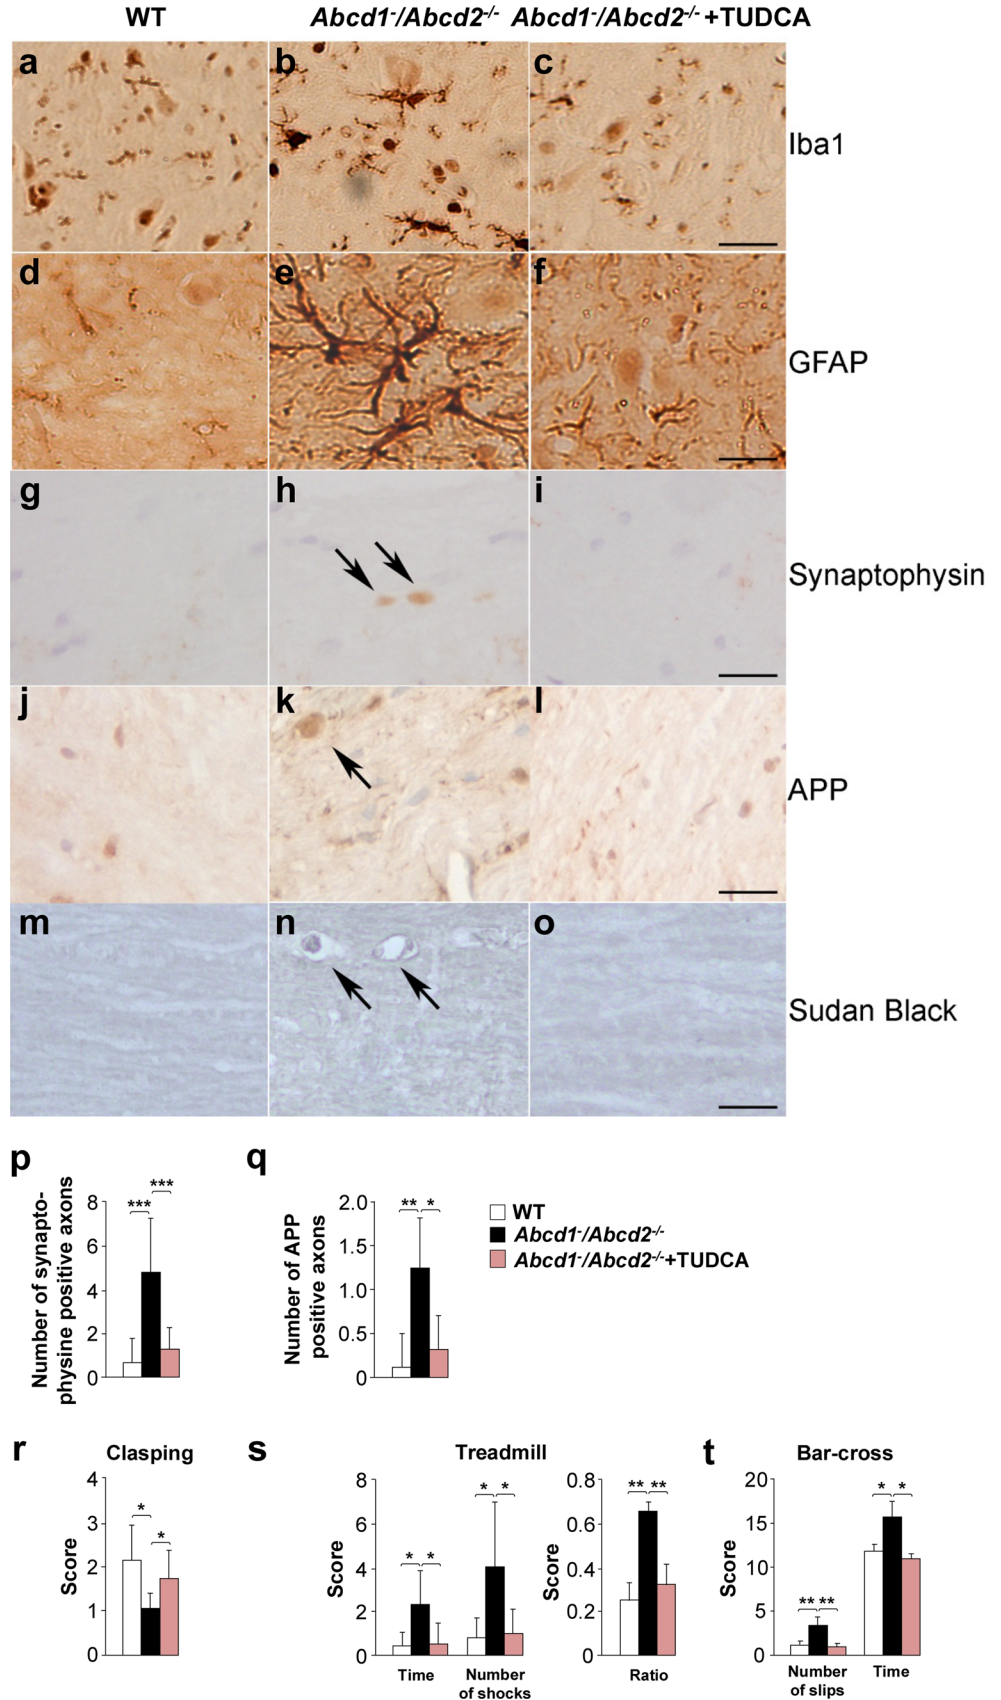 WT Abcd1-/Abcd2-/- Abcd1-/Abcd2-/- +TUDCA
a b c Iba1
d e f GFAP
g h i Synaptophysin
j k l APP
m n o Sudan Black
p
Number of synapto-
physine positive axons
8
6
4
2
0
*** ***
q
Number of APP
positive axons
2.0
1.5
1.0
0.5
0
** *
WT
Abcd1-/Abcd2-/-
Abcd1-/Abcd2-/-+TUDCA
r Clasping
Score
4
3
2
1
0
* *
s Treadmill
Score
8
6
4
2
0
* * * *
Time Number
of shocks
Score
0.8
0.6
0.4
0.2
0
** **
Ratio
t Bar-cross
Score
20
15
10
5
0
** ** * *
Number Time
of slips